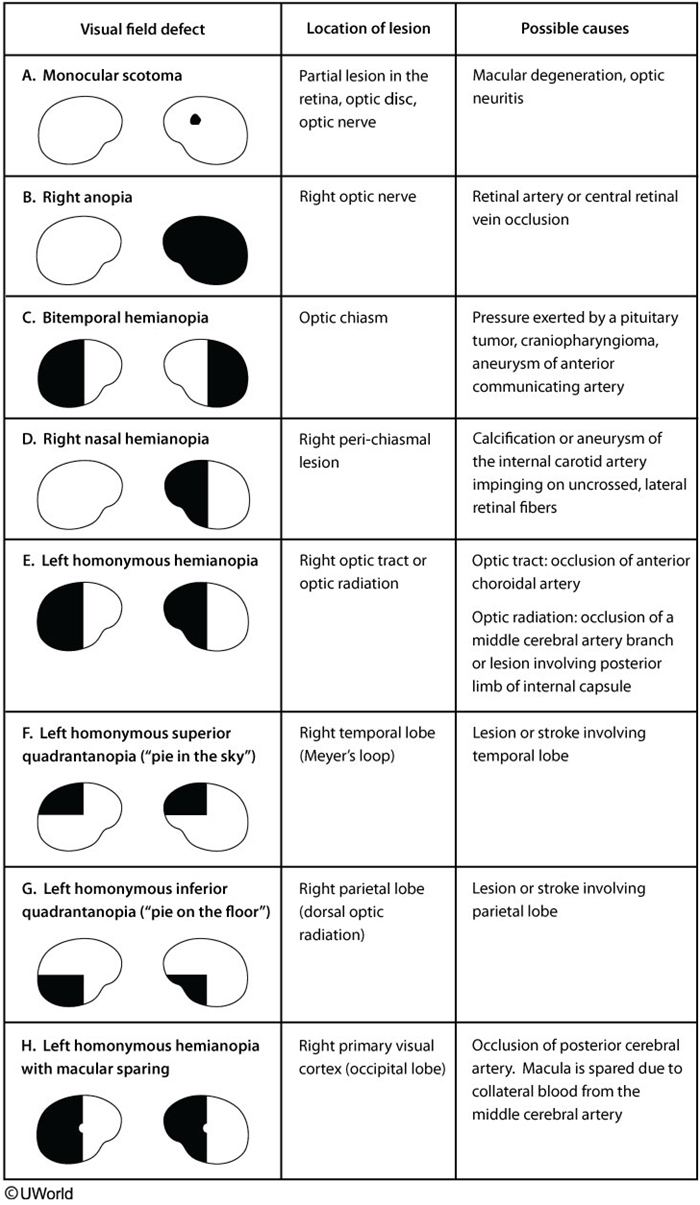 Visual field defect
Location of lesion
Possible causes
A. Monocular scotoma
Partial lesion in the
retina, optic disc,
optic nerve
Macular degeneration, optic
neuritis
B. Right anopia
Right optic nerve
Retinal artery or central retinal
vein occlusion
C. Bitemporal hemianopia
Optic chiasm
Pressure exerted by a pituitary
tumor, craniopharyngioma,
aneurysm of anterior
communicating artery
D. Right nasal hemianopia
Right peri-chiasmal
lesion
Calcification or aneurysm of
the internal carotid artery
impinging on uncrossed, lateral
retinal fibers
E. Left homonymous hemianopia
Right optic tract or
optic radiation
Optic tract: occlusion of anterior
choroidal artery
Optic radiation: occlusion of a
middle cerebral artery branch
or lesion involving posterior
limb of internal capsule
F. Left homonymous superior
quadrantanopia (“pie in the sky”)
Right temporal lobe
(Meyer’s loop)
Lesion or stroke involving
temporal lobe
G. Left homonymous inferior
quadrantanopia (“pie on the floor”)
Right parietal lobe
(dorsal optic
radiation)
Lesion or stroke involving
parietal lobe
H. Left homonymous hemianopia
with macular sparing
Right primary visual
cortex (occipital lobe)
Occlusion of posterior cerebral
artery. Macula is spared due to
collateral blood from the
middle cerebral artery
©UWorld